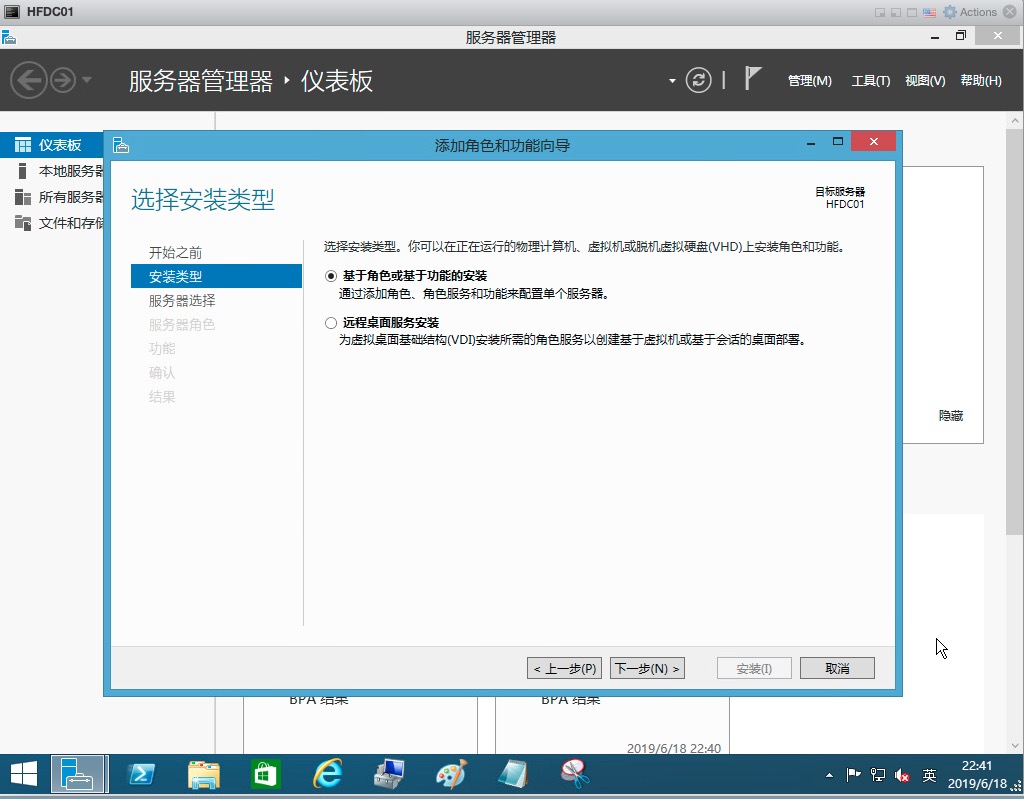 HFDC01
Actions
服务器管理器
服务器管理器 · 仪表板
管理(M) 工具(T) 视图(V) 帮助(H)
仪表板
本地服务器
所有服务器
文件和存储
添加角色和功能向导
选择安装类型
目标服务器
HFDC01
开始之前
安装类型
服务器选择
服务器角色
功能
确认
结果
选择安装类型。你可以在正在运行的物理计算机、虚拟机或脱机虚拟硬盘(VHD)上安装角色和功能。
基于角色或基于功能的安装
通过添加角色、角色服务和功能来配置单个服务器。
远程桌面服务安装
为虚拟桌面基础结构(VDI)安装所需的角色服务以创建基于虚拟机或基于会话的桌面部署。
隐藏
< 上一步(P) 下一步(N) > 安装(I) 取消
BPA 结果 BPA 结果
2019/6/18 22:40
英
22:41
2019/6/18